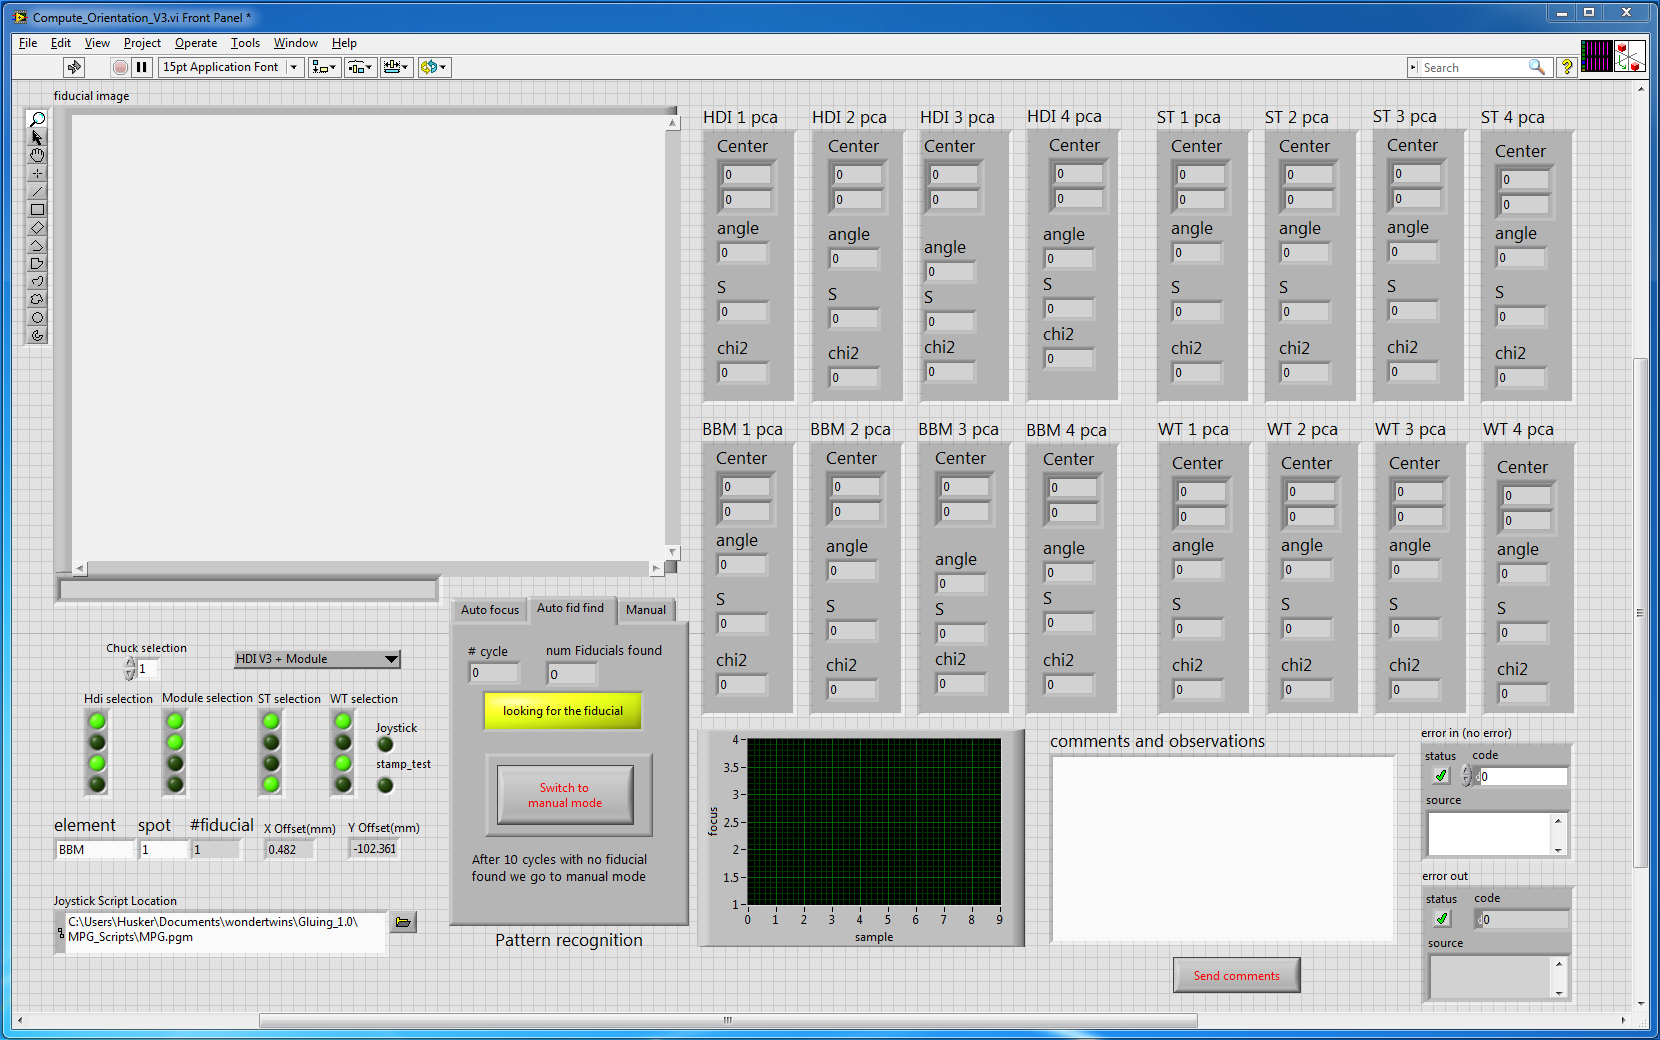 Compute_Orientation_V3.vi Front Panel *
File Edit View Project Operate Tools Window Help
15pt Application Font
Search
?
fiducial image
HDI 1 pca
Center
0
0
angle
0
S
0
chi2
0
HDI 2 pca
Center
0
0
angle
0
S
0
chi2
0
HDI 3 pca
Center
0
0
angle
0
S
0
chi2
0
HDI 4 pca
Center
0
0
angle
0
S
0
chi2
0
ST 1 pca
Center
0
0
angle
0
S
0
chi2
0
ST 2 pca
Center
0
0
angle
0
S
0
chi2
0
ST 3 pca
Center
0
0
angle
0
S
0
chi2
0
ST 4 pca
Center
0
0
angle
0
S
0
chi2
0
BBM 1 pca
Center
0
0
angle
0
S
0
chi2
0
BBM 2 pca
Center
0
0
angle
0
S
0
chi2
0
BBM 3 pca
Center
0
0
angle
0
S
0
chi2
0
BBM 4 pca
Center
0
0
angle
0
S
0
chi2
0
WT 1 pca
Center
0
0
angle
0
S
0
chi2
0
WT 2 pca
Center
0
0
angle
0
S
0
chi2
0
WT 3 pca
Center
0
0
angle
0
S
0
chi2
0
WT 4 pca
Center
0
0
angle
0
S
0
chi2
0
Chuck selection
1
HDI V3 + Module
Hdi selection Module selection ST selection WT selection
Joystick
stamp_test
element spot #fiducial X Offset(mm) Y Offset(mm)
BBM 1 1 0.482 -102.361
Joystick Script Location
C:\Users\Husker\Documents\wondertwins\Gluing_1.0\
MPG_Scripts\MPG.pgm
Auto focus Auto fid find Manual
# cycle num Fiducials found
0 0
looking for the fiducial
Switch to
manual mode
After 10 cycles with no fiducial
found we go to manual mode
Pattern recognition
focus
4
3.5
3
2.5
2
1.5
1
0 1 2 3 4 5 6 7 8 9
sample
comments and observations
Send comments
error in (no error)
status code
d0
source
error out
status code
d0
source